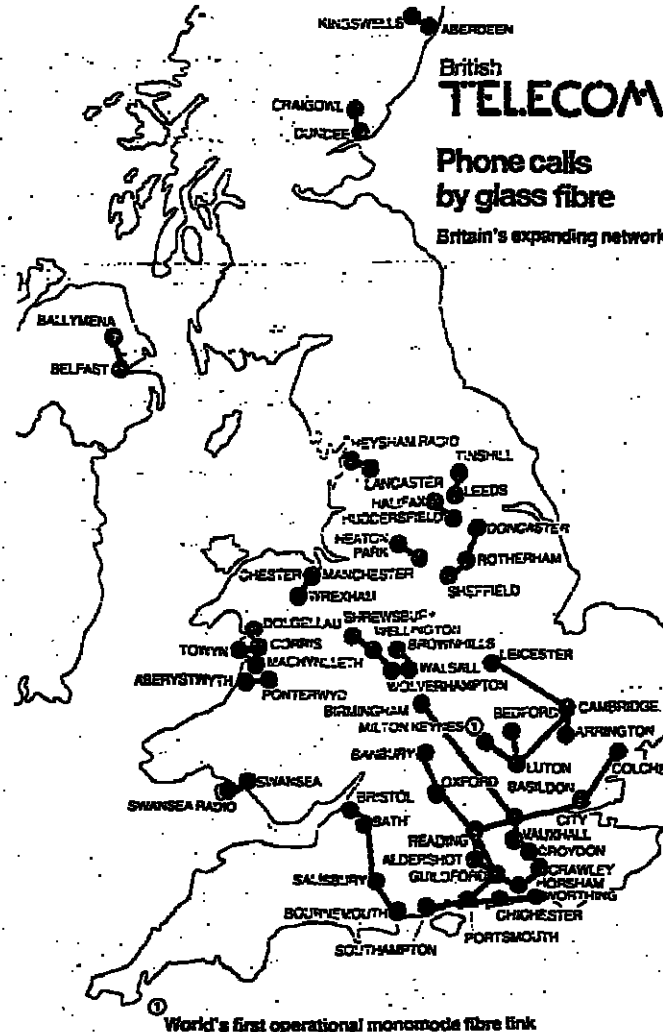 KINGSWELLS
ABERDEEN
British
TELECOM
CRAIGOWL
DUNDEE
Phone calls
by glass fibre
Britain's expanding network
BALLYMENA
BELFAST
HEYSHAM RADIO
TINSHILL
LANCASTER
LEEDS
HALIFAX
HUDDERSFIELD
DONCASTER
HEATON
PARK
ROTHERHAM
CHESTER
MANCHESTER
SHEFFIELD
WREXHAM
DOLGELLAU
SHREWSBURY
WELLINGTON
CORRIS
BROWNHILLS
TOWYN
LEICESTER
MACHYNLLETH
WALSALL
ABERYSTWYTH
PONTERWYD
WOLVERHAMPTON
BIRMINGHAM
BEDFORD
CAMBRIDGE
MILTON KEYNES ①
ARRINGTON
BANBURY
LUTON
COLCHE
BASILDON
SWANSEA
OXFORD
SWANSEA RADIO
BRISTOL
CITY
BATH
VAUXHALL
READING
CROYDON
ALDERSHOT
CRAWLEY
GUILDFORD
SALISBURY
HORSHAM
WORTHING
BOURNEMOUTH
CHICHESTER
PORTSMOUTH
SOUTHAMPTON
①
World's first operational monomode fibre link